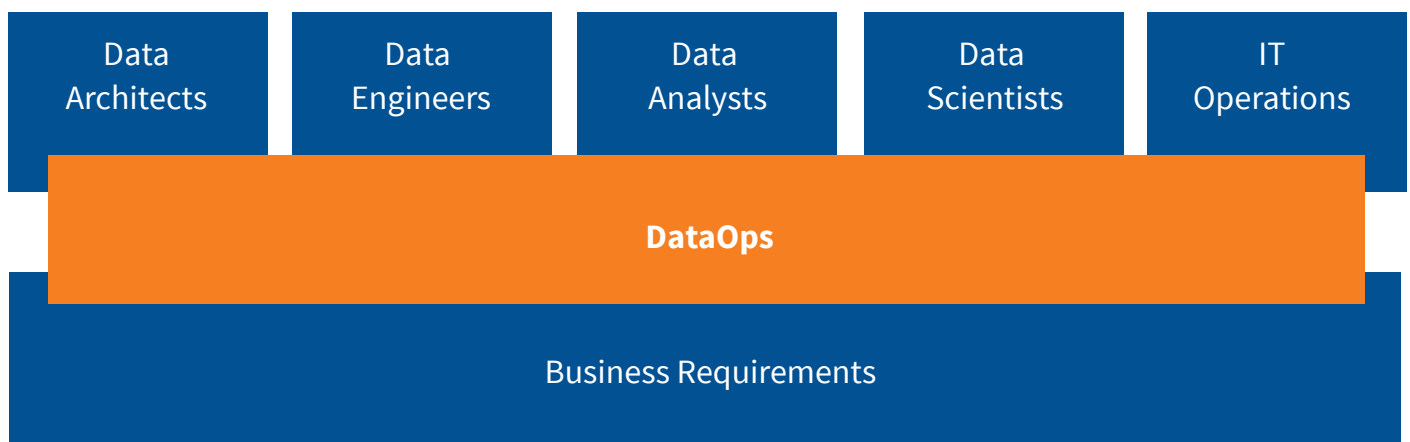 Data
Architects
Data
Engineers
Data
Analysts
Data
Scientists
IT
Operations
DataOps
Business Requirements